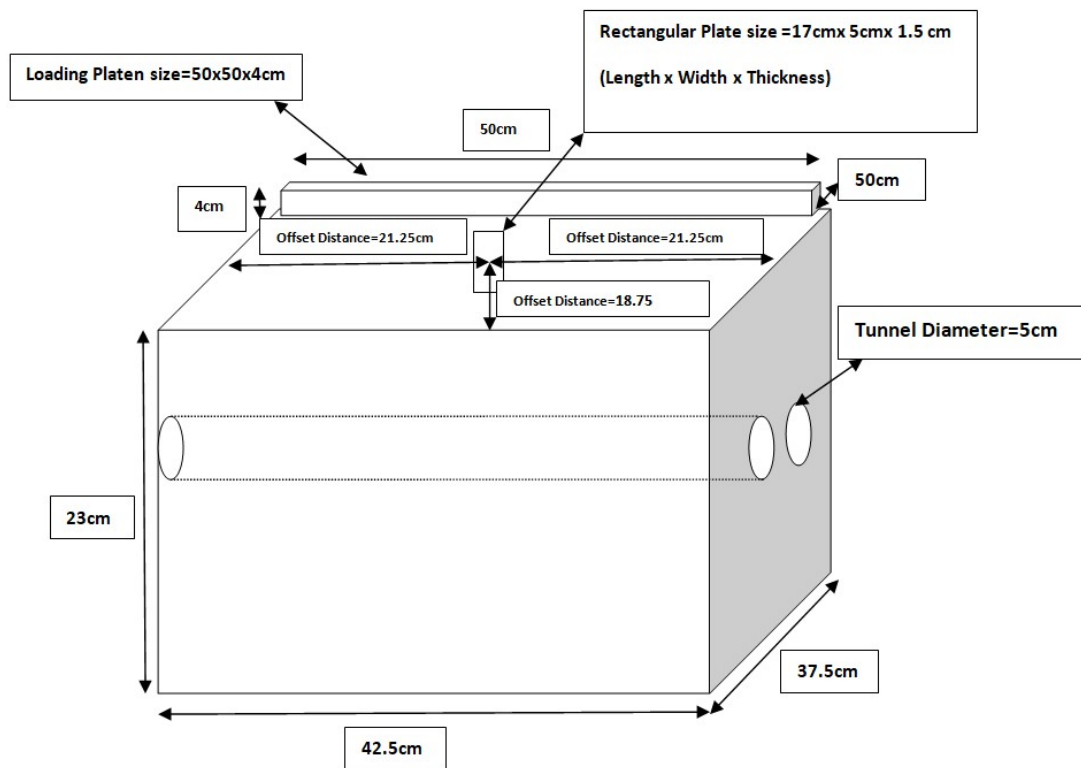 Rectangular Plate size =17cmx 5cmx 1.5 cm
(Length x Width x Thickness)
Loading Platen size=50x50x4cm
50cm
50cm
4cm
Offset Distance=21.25cm
Offset Distance=21.25cm
Offset Distance=18.75
Tunnel Diameter=5cm
23cm
37.5cm
42.5cm